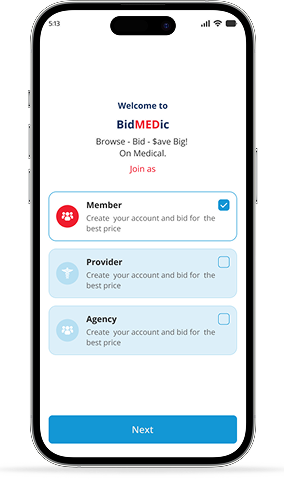 5:13
Welcome to
BidMEDic
Browse - Bid - $ave Big!
On Medical.
Join as
Member
Create your account and bid for the
best price
Provider
Create your account and bid for the
best price
Agency
Create your account and bid for the
best price
Next